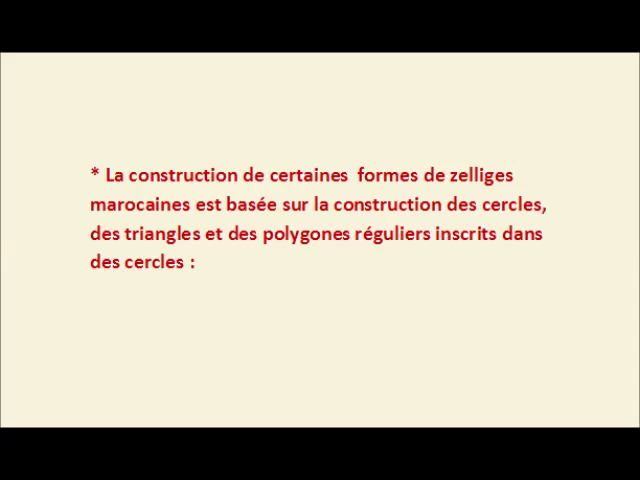 * La construction de certaines  formes de zelliges
marocaines est basée sur la construction des cercles,
des triangles et des polygones réguliers inscrits dans
des cercles :